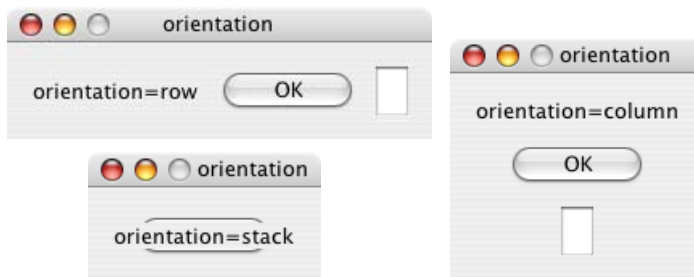 orientation
orientation=row OK
orientation
orientation=column
OK
orientation
orientation=stack